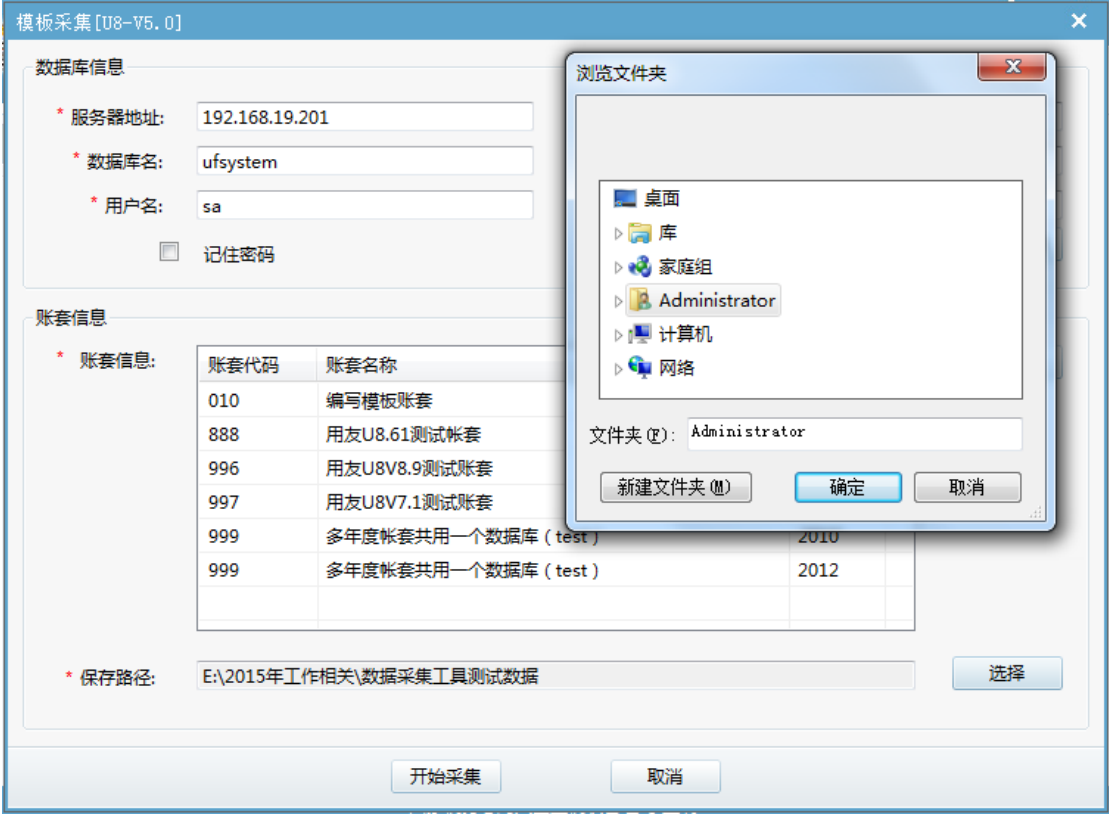 模板采集[U8-V5.0]
数据库信息
* 服务器地址: 192.168.19.201
* 数据库名: ufsystem
* 用户名: sa
记住密码
账套信息
* 账套信息:
账套代码 账套名称
010 编写模板账套
888 用友U8.61测试帐套
996 用友U8V8.9测试账套
997 用友U8V7.1测试账套
999 多年度帐套共用一个数据库（test） 2010
999 多年度帐套共用一个数据库（test） 2012
* 保存路径: E:\2015年工作相关\数据采集工具测试数据 选择
开始采集 取消
浏览文件夹
桌面
库
家庭组
Administrator
计算机
网络
文件夹(F): Administrator
新建文件夹(M) 确定 取消